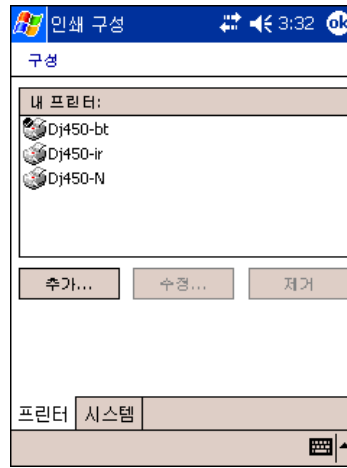 인쇄 구성 3:32 ok
구성
내 프린터:
Dj450-bt
Dj450-ir
Dj450-N
추가... 수정... 제거
프린터 시스템